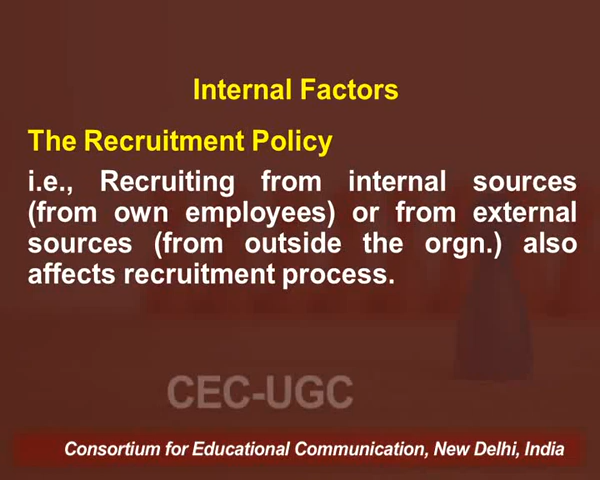 Internal Factors
The Recruitment Policy
i.e., Recruiting from internal sources
(from own employees) or from external
sources (from outside the orgn.) also
affects recruitment process.
CEC-UGC
Consortium for Educational Communication, New Delhi, India